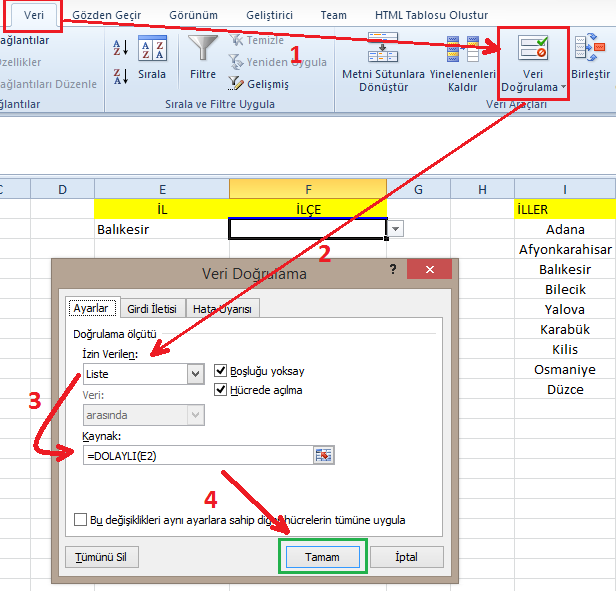 Veri Gözden Geçir Görünüm Geliştirici Team HTML Tablosu Oluştur
ağlantılar
zellikler
ağlantıları Düzenle
ağlantılar
Sırala
Filtre
Temizle
Yeniden Uygula
Gelişmiş
Sırala ve Filtre Uygula
Metni Sütunlara
Dönüştür
Yinelenenleri
Kaldır
Veri
Doğrulama
Birleştir
Veri Araçları
1
C D E F G H I
İL İLÇE İLLER
Balıkesir Adana
Afyonkarahisar
Balıkesir
Bilecik
Yalova
Karabük
Kilis
Osmaniye
Düzce
2
Veri Doğrulama ? x
Ayarlar Girdi İletisi Hata Uyarısı
Doğrulama ölçütü
İzin Verilen:
Liste
Boşluğu yoksay
Hücrede açılma
Veri:
arasında
3
Kaynak:
=DOLAYLI(E2)
4
Bu değişiklikleri aynı ayarlara sahip diğer hücrelerin tümüne uygula
Tümünü Sil Tamam İptal